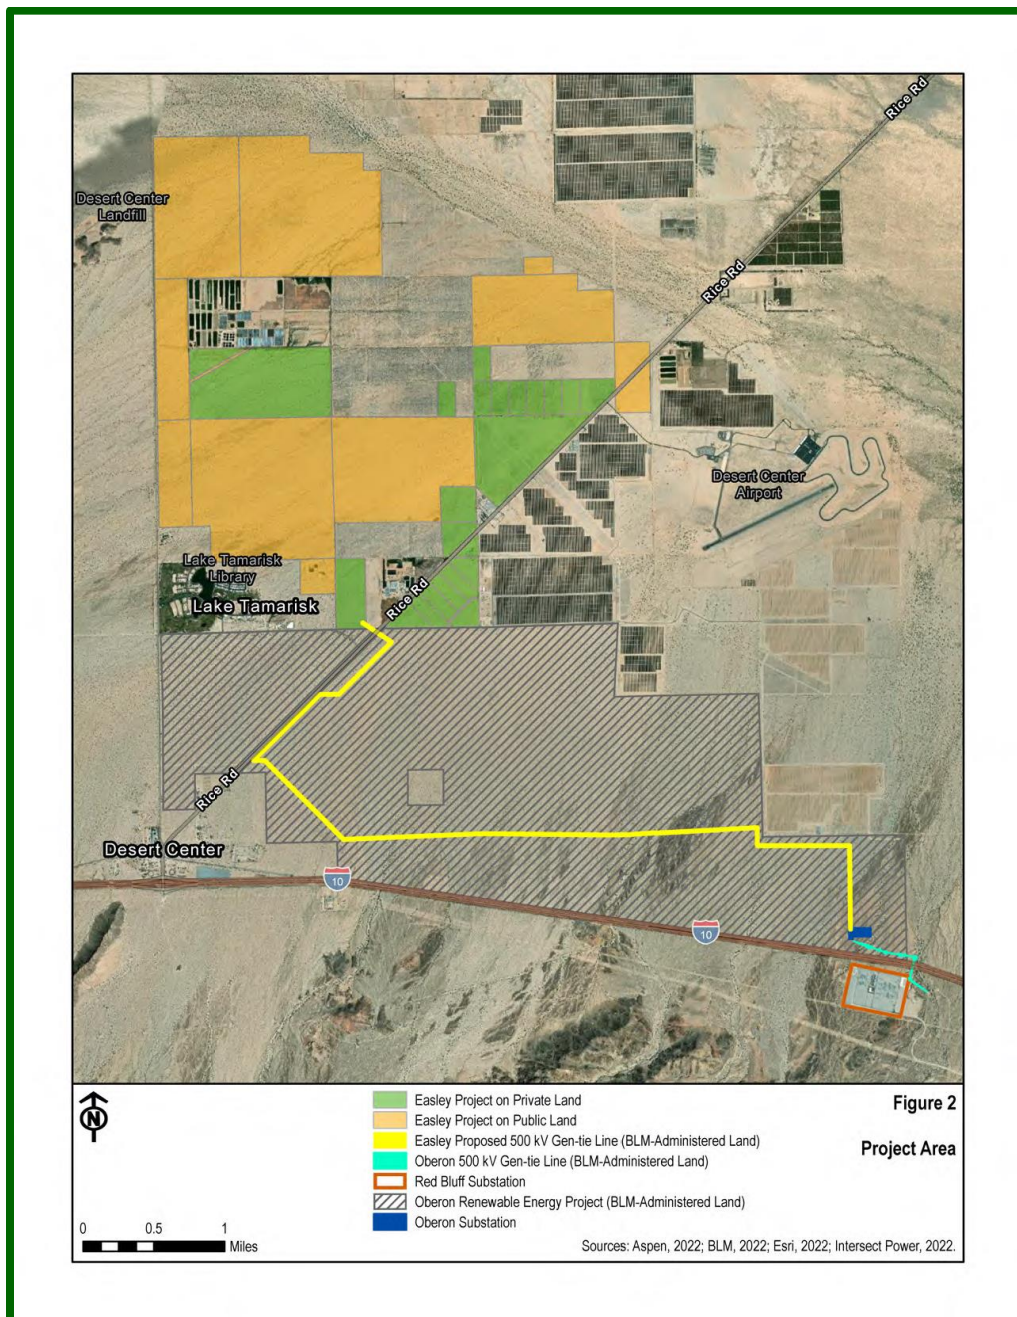 Rice Rd
Desert Center
Landfill
Rice Rd
Desert Center
Airport
Lake Tamarisk
Library
Lake Tamarisk
Rice Rd
Rice Rd
Desert Center
10
10
N
Figure 2
Project Area
Easley Project on Private Land
Easley Project on Public Land
Easley Proposed 500 kV Gen-tie Line (BLM-Administered Land)
Oberon 500 kV Gen-tie Line (BLM-Administered Land)
Red Bluff Substation
Oberon Renewable Energy Project (BLM-Administered Land)
Oberon Substation
0 0.5 1
Miles
Sources: Aspen, 2022; BLM, 2022; Esri, 2022; Intersect Power, 2022.